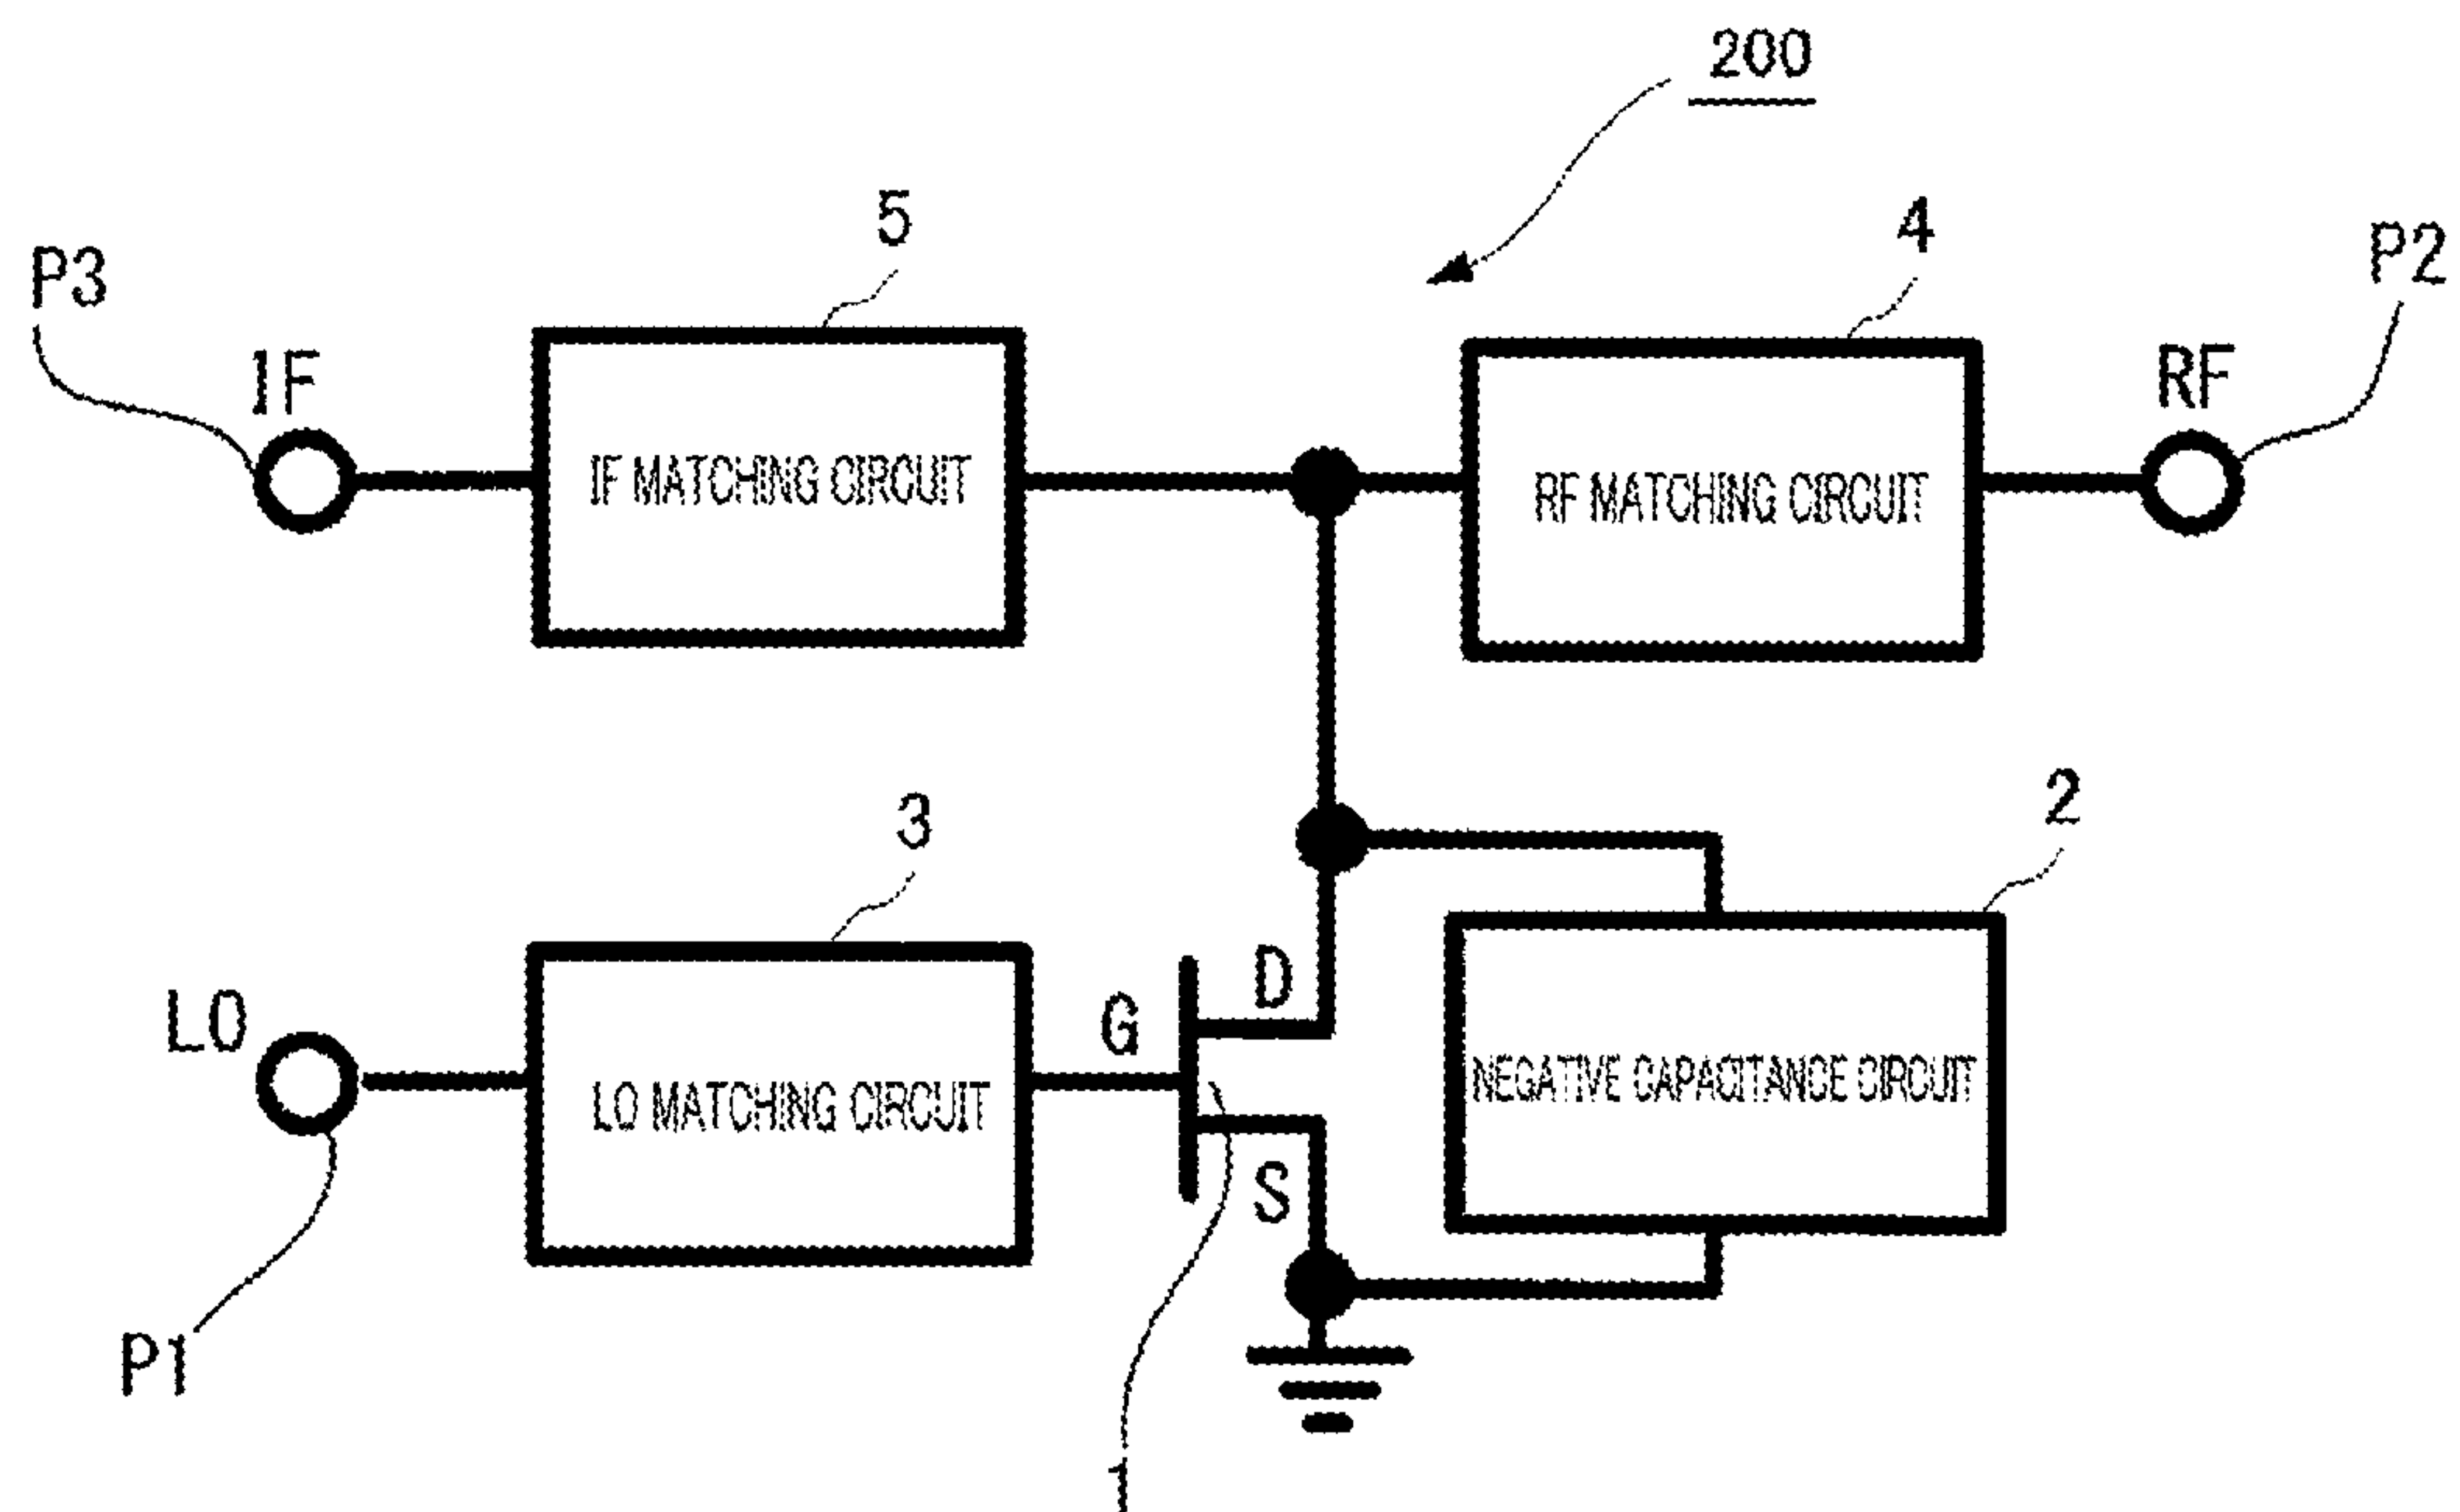 200
5
4
P3
P2
IF
RF
IF MATCHING CIRCUIT
RF MATCHING CIRCUIT
3
2
LO
G
D
LO MATCHING CIRCUIT
NEGATIVE CAPACITANCE CIRCUIT
S
P1
1